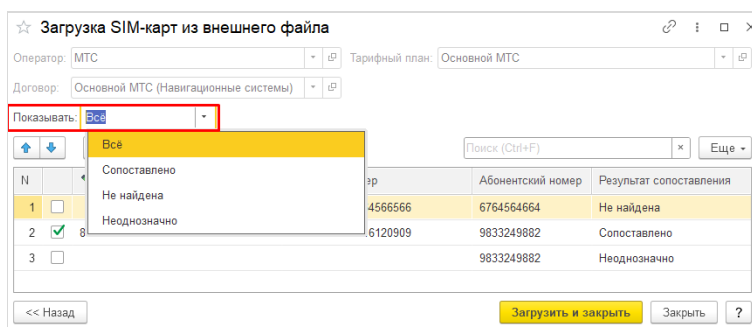 Загрузка SIM-карт из внешнего файла
Оператор: МТС Тарифный план: Основной МТС
Договор: Основной МТС (Навигационные системы)
Показывать: Всё
Всё
Сопоставлено
Не найдена
Неоднозначно
Поиск (Ctrl+F) × Еще
N Абонентский номер Результат сопоставления
1 4566566 6764564664 Не найдена
2 8 6120909 9833249882 Сопоставлено
3 9833249882 Неоднозначно
<< Назад Загрузить и закрыть Закрыть ?